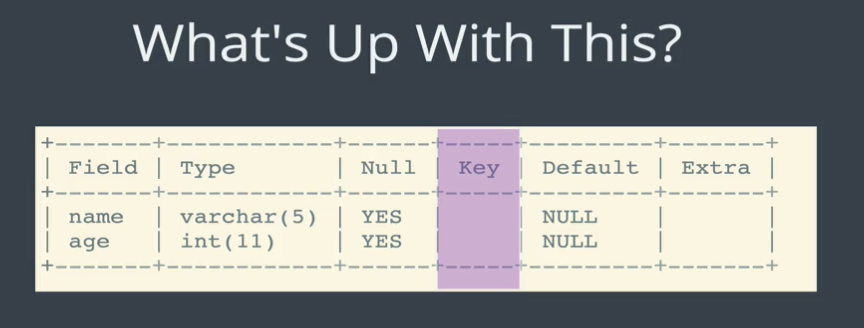 What's Up With This?
+-------+------------+------+-----+---------+-------+
| Field | Type       | Null | Key | Default | Extra |
+-------+------------+------+-----+---------+-------+
| name  | varchar(5) | YES  |     | NULL    |       |
| age   | int(11)    | YES  |     | NULL    |       |
+-------+------------+------+-----+---------+-------+